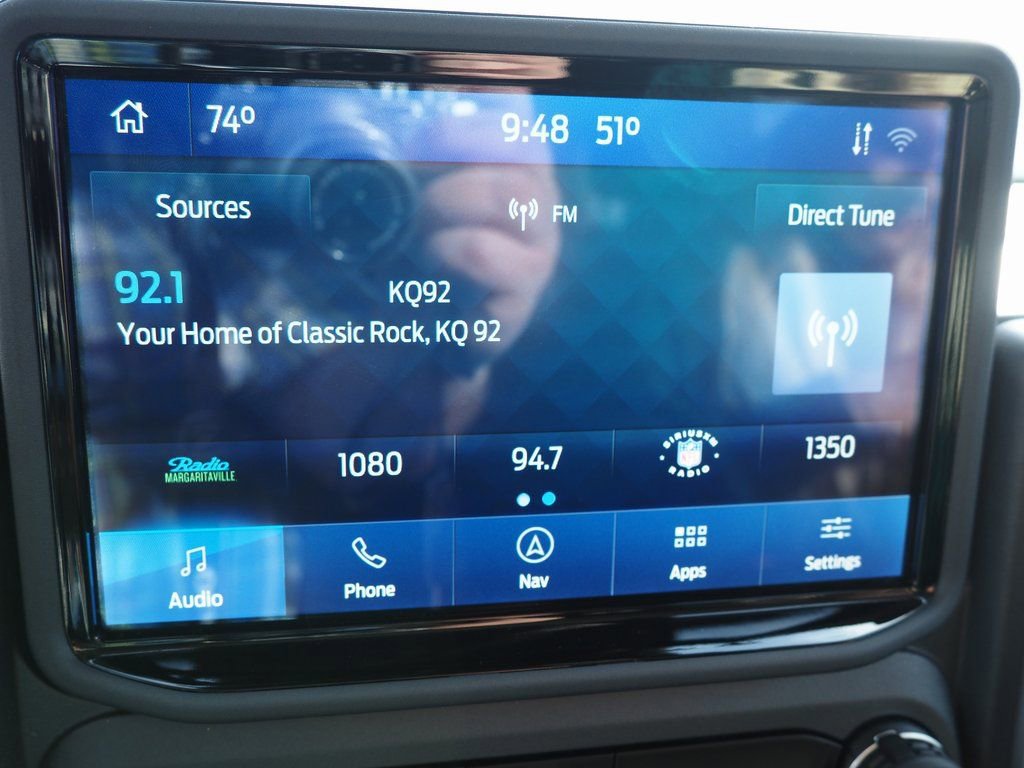 74° 9:48 51°
Sources FM Direct Tune
92.1 KQ92
Your Home of Classic Rock, KQ 92
Radio
MARGARITAVILLE
1080
94.7
SIRIUSXM
NFL
RADIO
1350
Audio Phone Nav Apps Settings